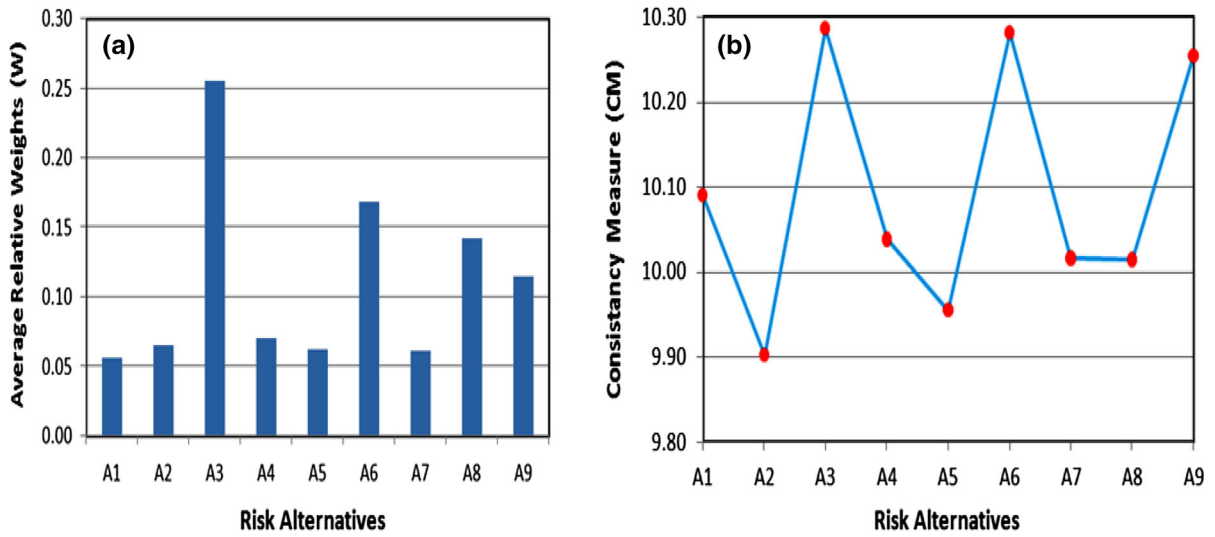 (a)
Average Relative Weights (W)
0.30
0.25
0.20
0.15
0.10
0.05
0.00
A1 A2 A3 A4 A5 A6 A7 A8 A9
Risk Alternatives
(b)
Consistancy Measure (CM)
10.30
10.20
10.10
10.00
9.90
9.80
A1 A2 A3 A4 A5 A6 A7 A8 A9
Risk Alternatives